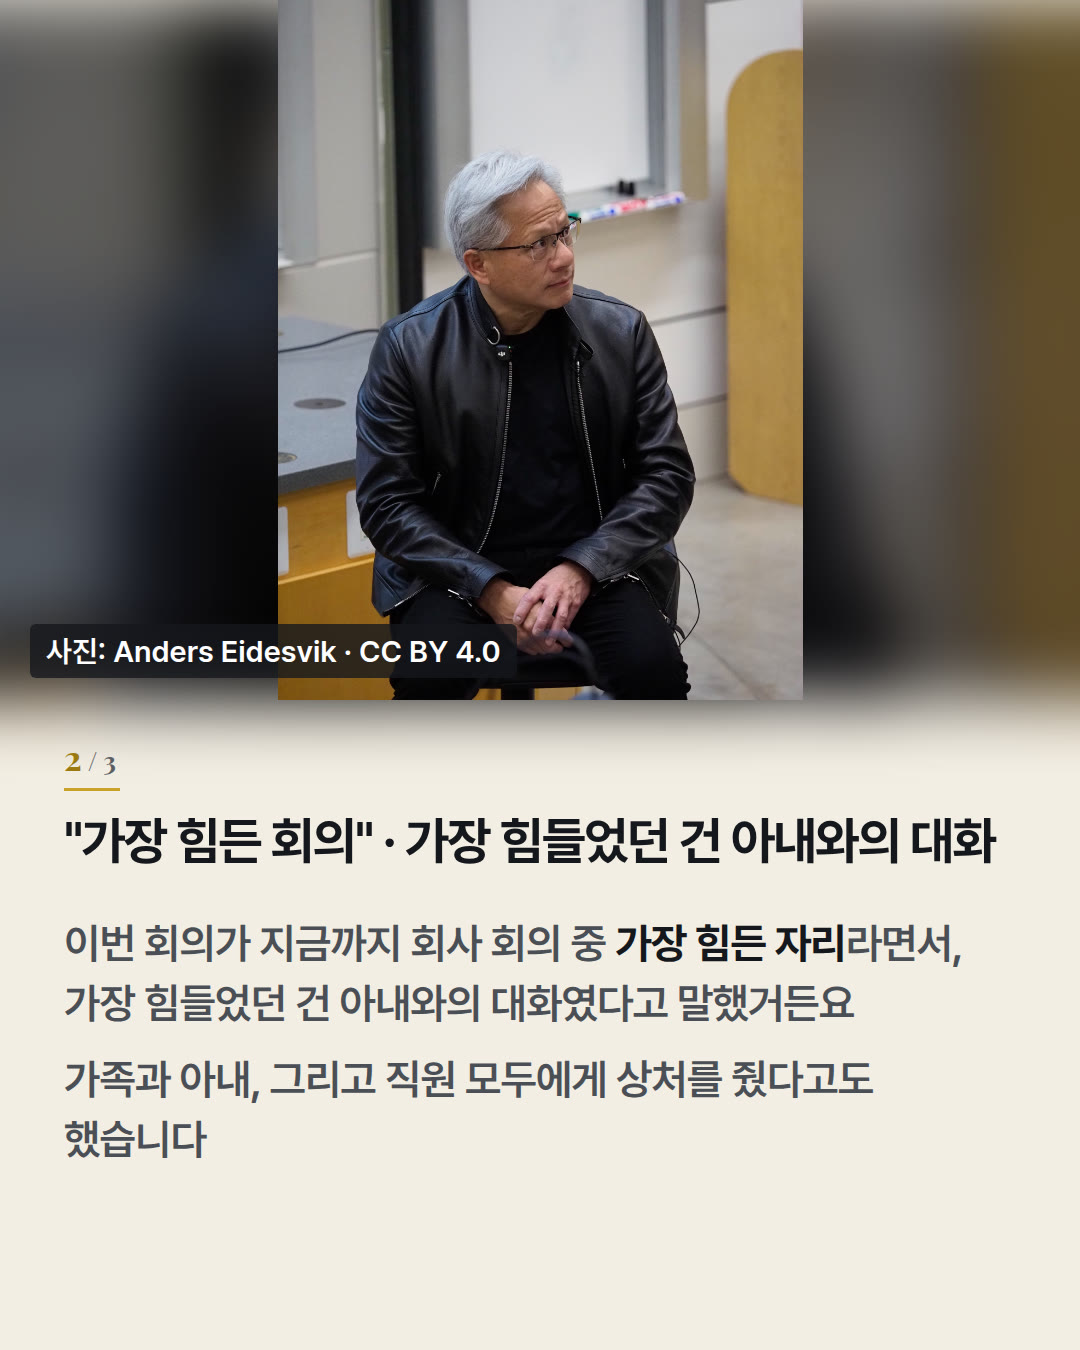 사진: Anders Eidesvik · CC BY 4.0
2 / 3
"가장 힘든 회의" · 가장 힘들었던 건 아내와의 대화
이번 회의가 지금까지 회사 회의 중 가장 힘든 자리라면서,
가장 힘들었던 건 아내와의 대화였다고 말했거든요
가족과 아내, 그리고 직원 모두에게 상처를 줬다고도
했습니다